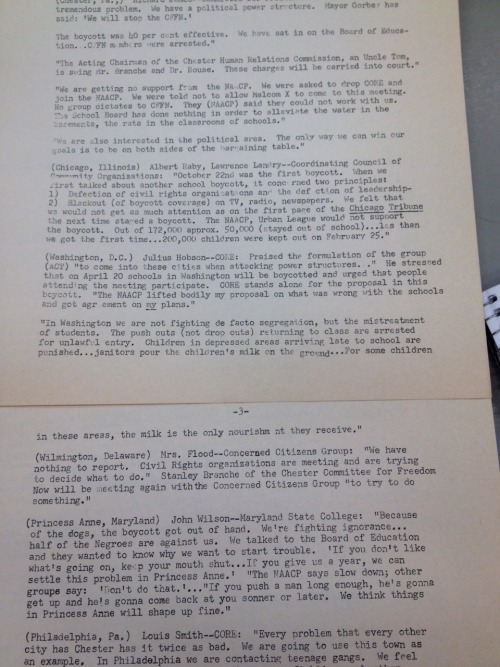 tremendous problem. We have a political power structure. Mayor Gorbey has
said: 'We will stop the C/FN.'
The boycott was 40 per cent effective. We have sat in on the Board of Educa-
tion...C/FN members were arrested."
"The Acting Chairman of the Chester Human Relations Commission, an Uncle Tom,
is suing Mr. Branche and Dr. Rouse. These charges will be carried into court."
"We are getting no support from the NAACP. We were asked to drop CORE and
join the NAACP. We were told not to allow Malcom X to come to this meeting.
No group dictates to C/FN. They (NAACP) said they could not work with us.
The School Board has done nothing in order to alleviate the water in the
basements, the rats in the classrooms of schools."
"We are also interested in the political area. The only way we can win our
goals is to be on both sides of the bargaining table."
(Chicago, Illinois) Albert Raby, Lawrence Landry--Coordinating Council of
Community Organizations: "October 22nd was the first boycott. When we
first talked about another school boycott, it concerned two principles:
1) Defection of civil rights organizations and the defection of leadership-
2) Blackout (of boycott coverage) on TV, radio, newspapers. We felt that
we would not get as much attention as on the first page of the Chicago Tribune
the next time staged a boycott. The NAACP, Urban League would not support
the boycott. Out of 172,000 approx. 50,000 (stayed out of school)...less than
we got the first time...200,000 children were kept out on February 25."
(Washington, D.C.) Julius Hobson--CORE: Praised the formulation of the group
(ACT) "to come into these cities when attacking power structures. ." He stressed
that on April 20 schools in Washington will be boycotted and urged that people
attending the meeting participate. CORE stands alone for the proposal in this
boycott. "The NAACP lifted bodily my proposal on what was wrong with the schools
and got agreement on my plans."
"In Washington we are not fighting de facto segregation, but the mistreatment
of students. The push outs (not drop outs) returning to class are arrested
for unlawful entry. Children in depressed areas arriving late to school are
punished...janitors pour the children's milk on the ground...For some children
-3-
in these areas, the milk is the only nourishm nt they receive."
(Wilmington, Delaware) Mrs. Flood--Concerned Citizens Group: "We have
nothing to report. Civil Rights organizations are meeting and are trying
to decide what to do." Stanley Branche of the Chester Committee for Freedom
Now will be meeting again with the Concerned Citizens Group "to try to do
something."
(Princess Anne, Maryland) John Wilson--Maryland State College: "Because
of the dogs, the boycott got out of hand. We're fighting ignorance...
half of the Negroes are against us. We talked to the Board of Education
and they wanted to know why we want to start trouble. 'If you don't like
what's going on, keep your mouth shut...If you give us a year, we can
settle this problem in Princess Anne.' "The NAACP says slow down; other
groups say: 'Don't do that.'..."If you push a man long enough, he's gonna
get up and he's gonna come back at you sonner or later. We think things
in Princess Anne will shape up fine."
(Philadelphia, Pa.) Louis Smith--CORE: "Every problem that every other
city has Chester has it twice as bad. We are going to use this town as
an example. In Philadelphia we are contacting teenage gangs. We feel